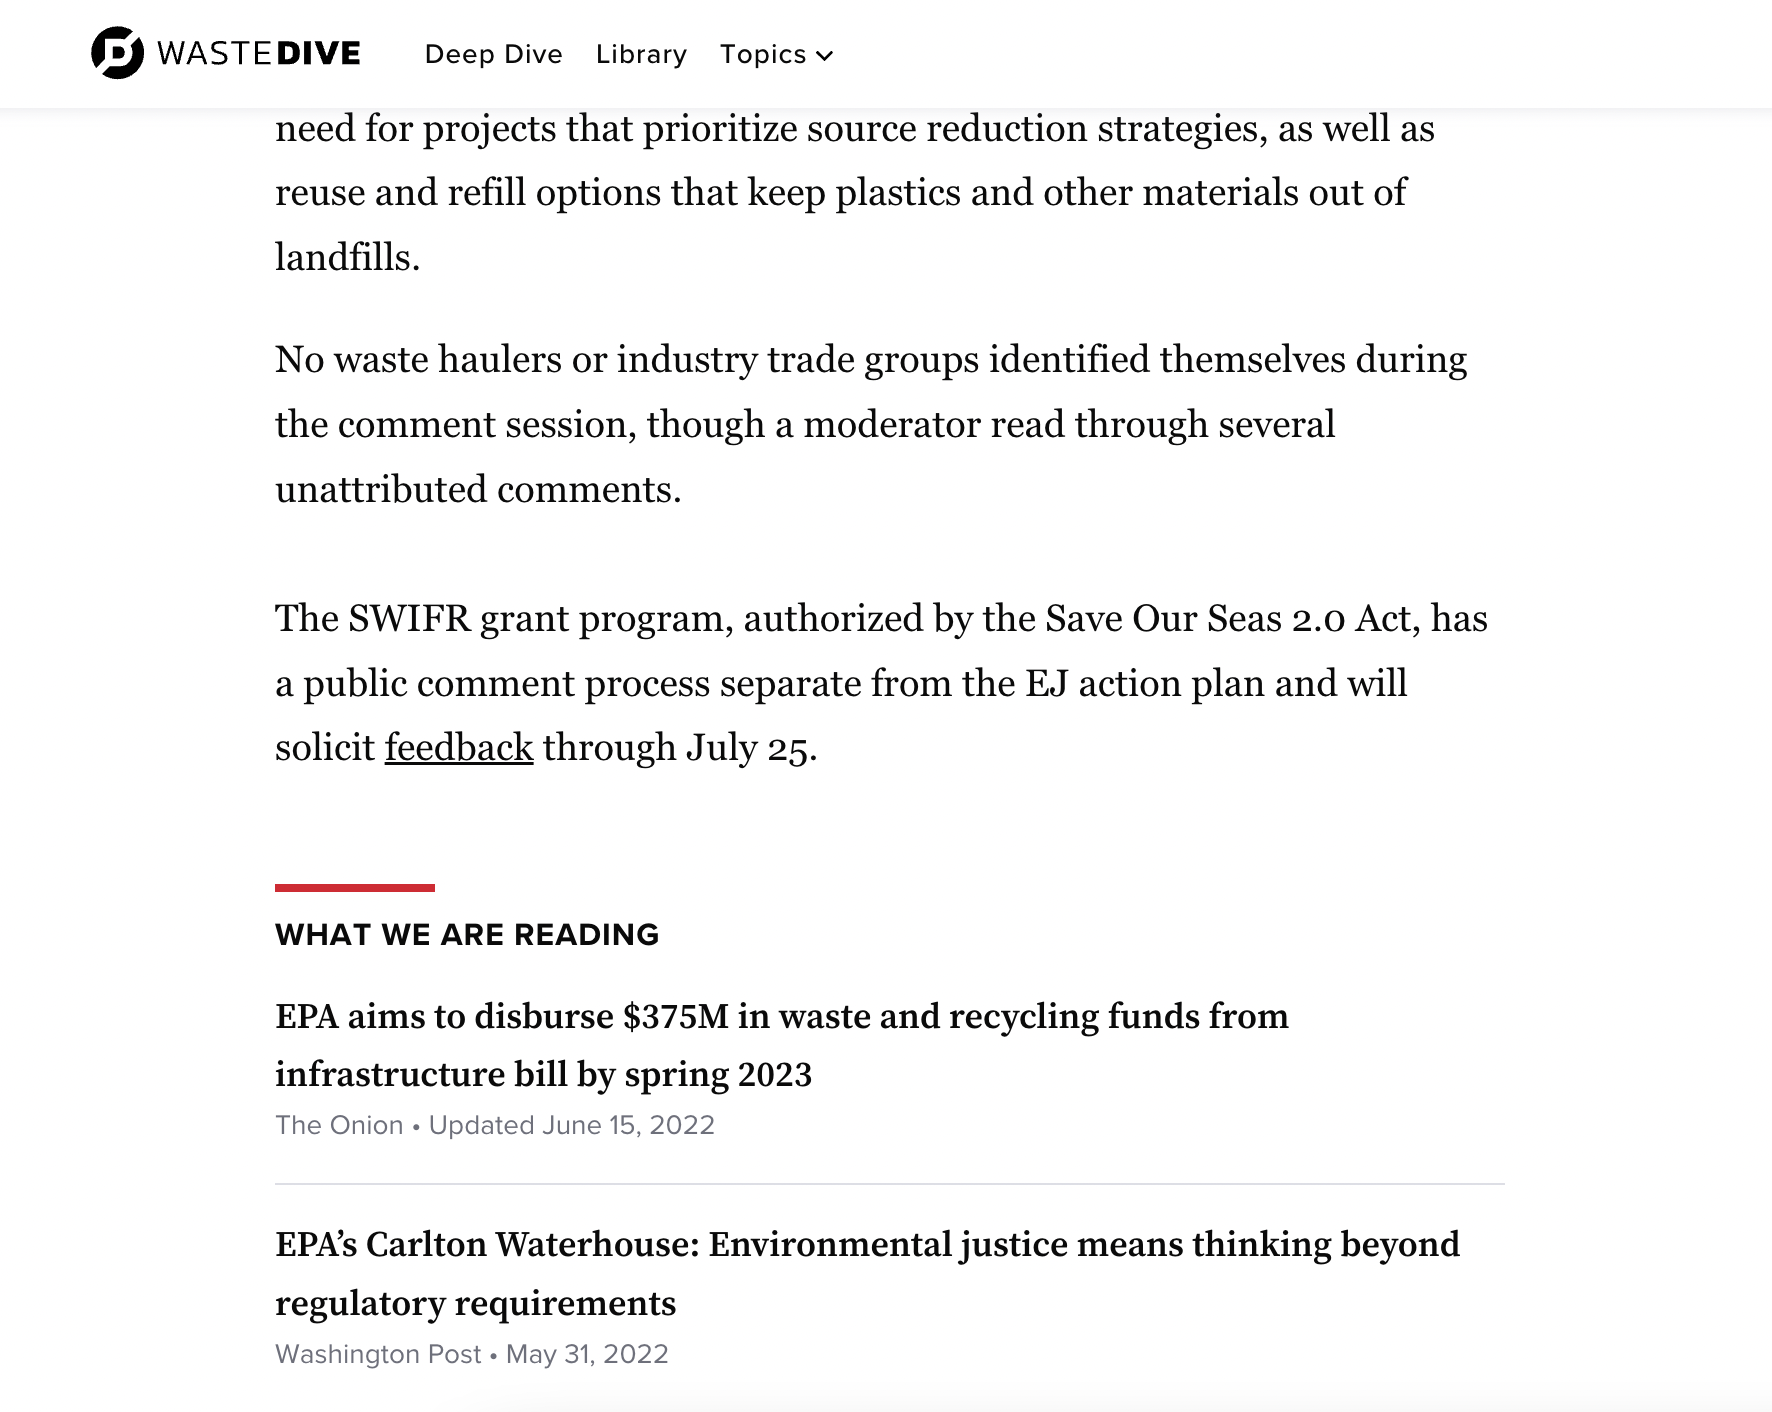 WASTEDIVE Deep Dive Library Topics
need for projects that prioritize source reduction strategies, as well as
reuse and refill options that keep plastics and other materials out of
landfills.
No waste haulers or industry trade groups identified themselves during
the comment session, though a moderator read through several
unattributed comments.
The SWIFR grant program, authorized by the Save Our Seas 2.0 Act, has
a public comment process separate from the EJ action plan and will
solicit feedback through July 25.
WHAT WE ARE READING
EPA aims to disburse $375M in waste and recycling funds from
infrastructure bill by spring 2023
The Onion • Updated June 15, 2022
EPA’s Carlton Waterhouse: Environmental justice means thinking beyond
regulatory requirements
Washington Post • May 31, 2022